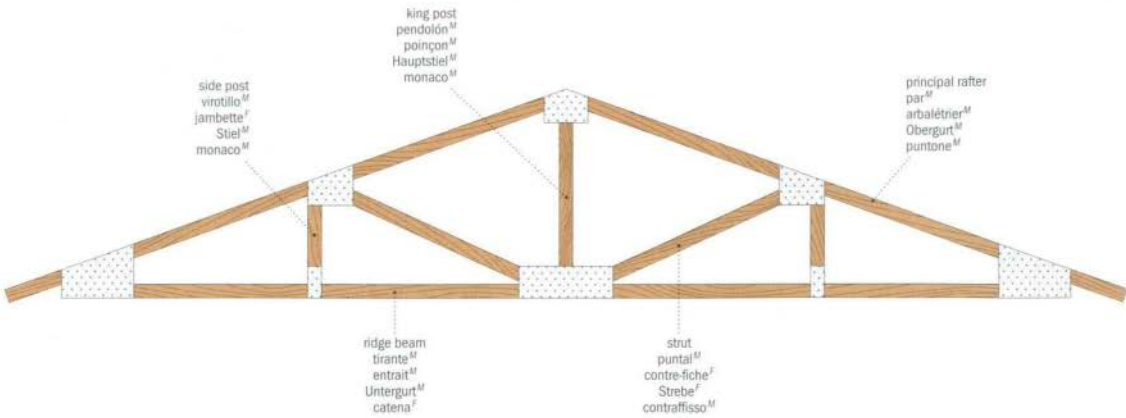 king post
pendolón^M
poinçon^M
Hauptstiel^M
monaco^M
side post
virotillo^M
jambette^F
Stiel^M
monaco^M
principal rafter
par^M
arbalétrier^M
Obergurt^M
puntone^M
ridge beam
tirante^M
entrait^M
Untergurt^M
catena^F
strut
puntal^M
contre-fiche^F
Strebe^F
contraffisso^M